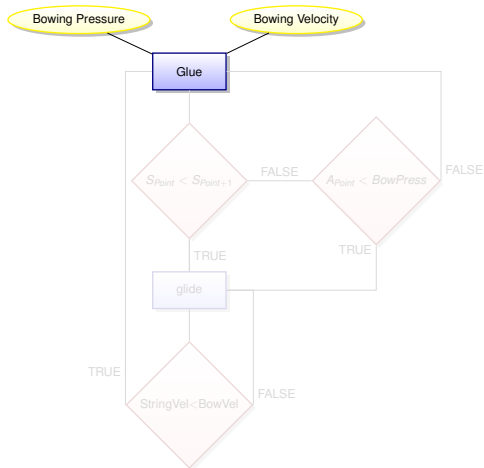 Bowing Pressure
Bowing Velocity
Glue
S_Point < S_Point+1
FALSE
A_Point < BowPress
FALSE
TRUE
TRUE
glide
TRUE
StringVel<BowVel
FALSE